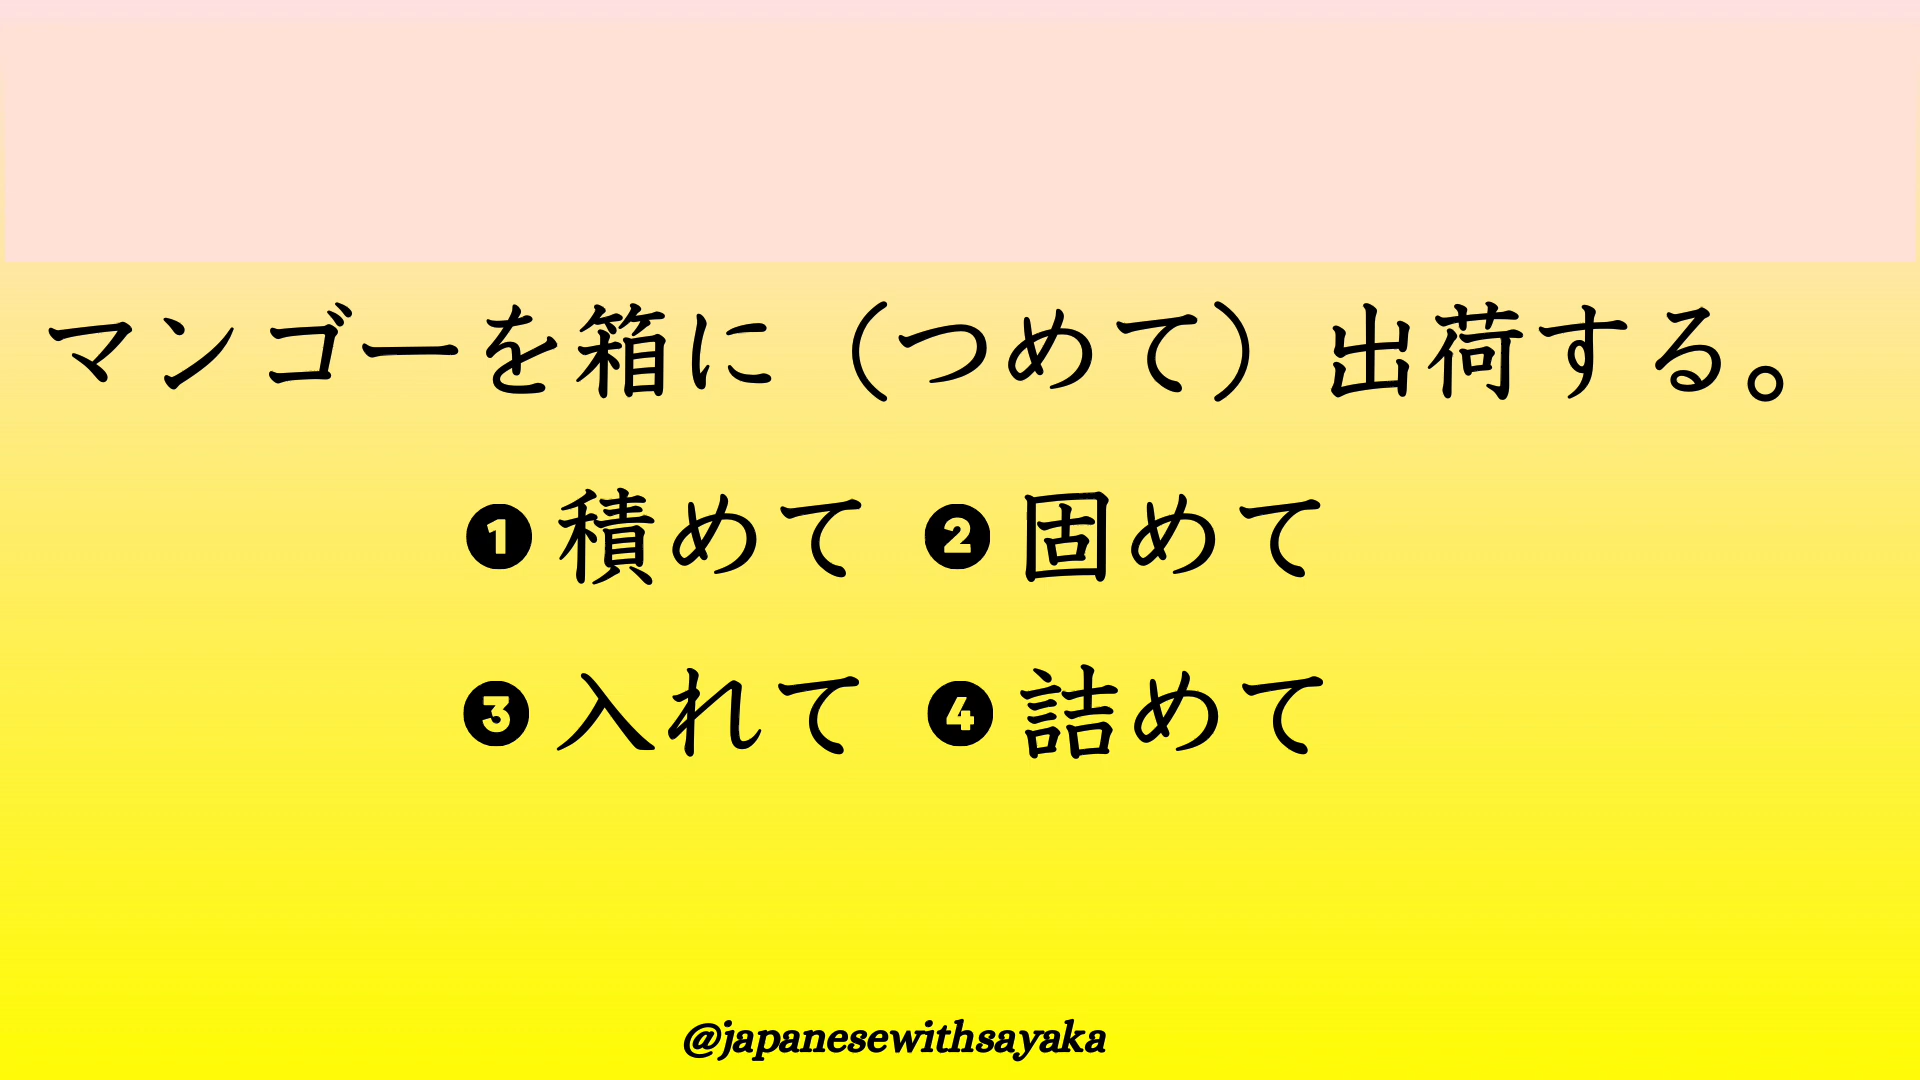 マンゴーを箱に（つめて）出荷する。
❶積めて ❷固めて
❸入れて ❹詰めて
@japanesewithsayaka